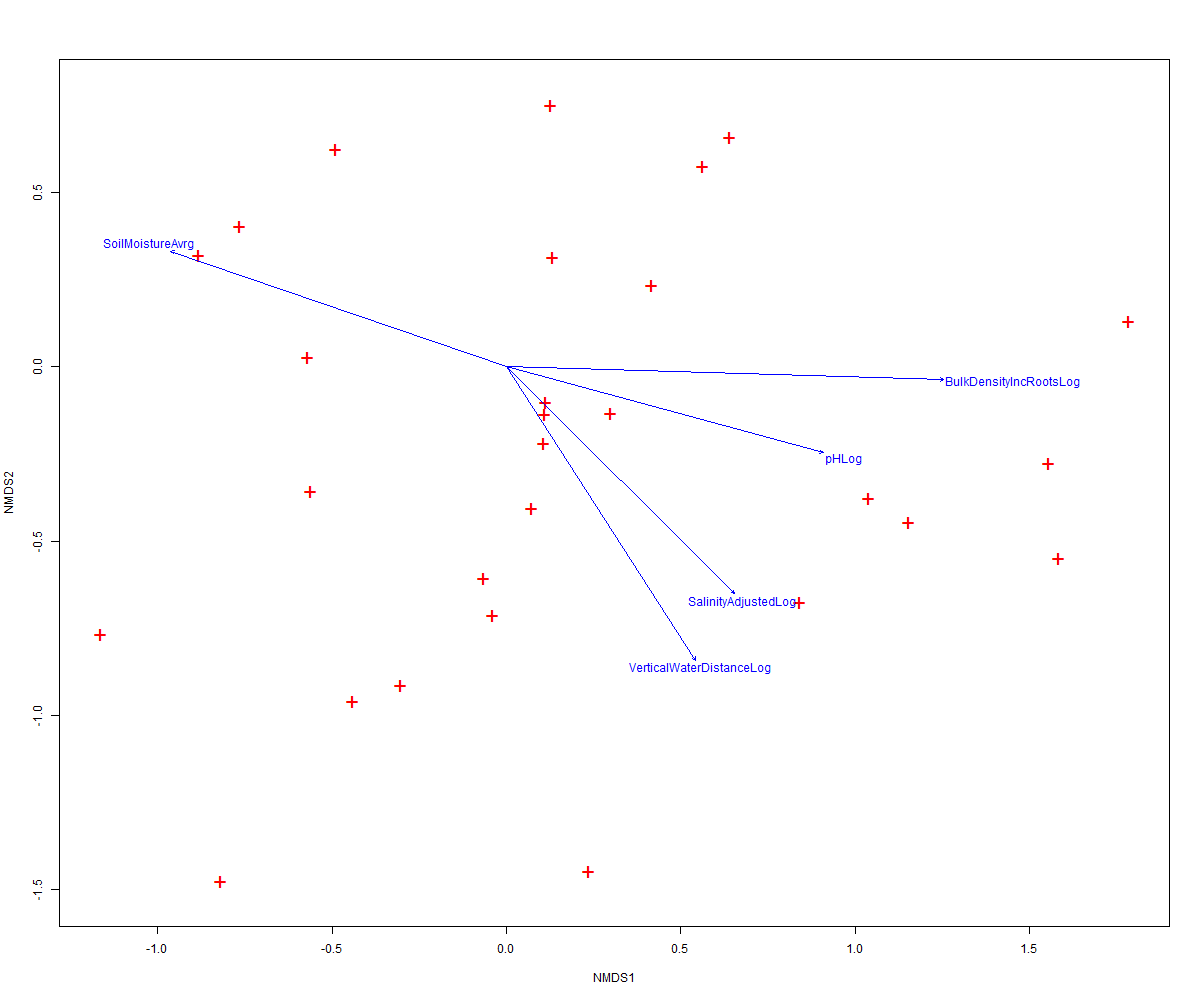 0.5
SoilMoistureAvrg
0.0
BulkDensityIncRootsLog
pHLog
NMDS2
-0.5
SalinityAdjustedLog
VerticalWaterDistanceLog
-1.0
-1.5
-1.0 -0.5 0.0 0.5 1.0 1.5
NMDS1